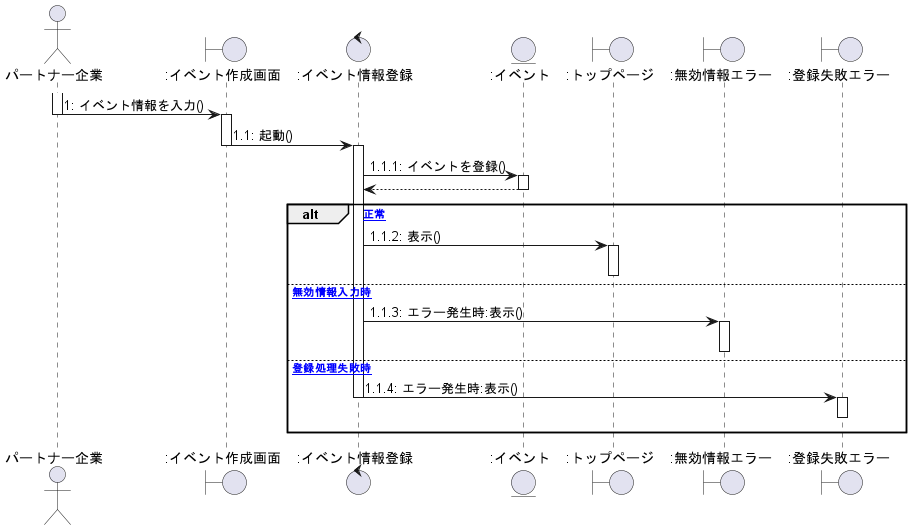 パートナー企業
:イベント作成画面
:イベント情報登録
:イベント
:トップページ
:無効情報エラー
:登録失敗エラー
1: イベント情報を入力()
1.1: 起動()
1.1.1: イベントを登録()
alt
正常
1.1.2: 表示()
無効情報入力時
1.1.3: エラー発生時:表示()
登録処理失敗時
1.1.4: エラー発生時:表示()
パートナー企業
:イベント作成画面
:イベント情報登録
:イベント
:トップページ
:無効情報エラー
:登録失敗エラー